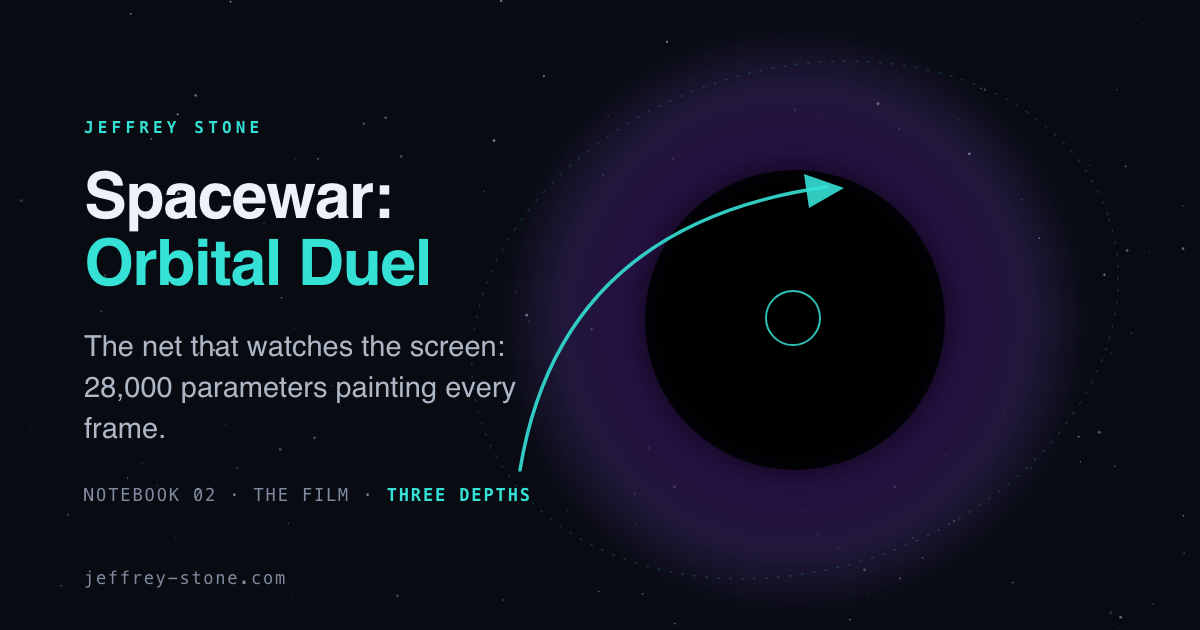 JEFFREY STONE
Spacewar:
Orbital Duel
The net that watches the screen:
28,000 parameters painting every
frame.
NOTEBOOK 02 · THE FILM · THREE DEPTHS
jeffrey-stone.com